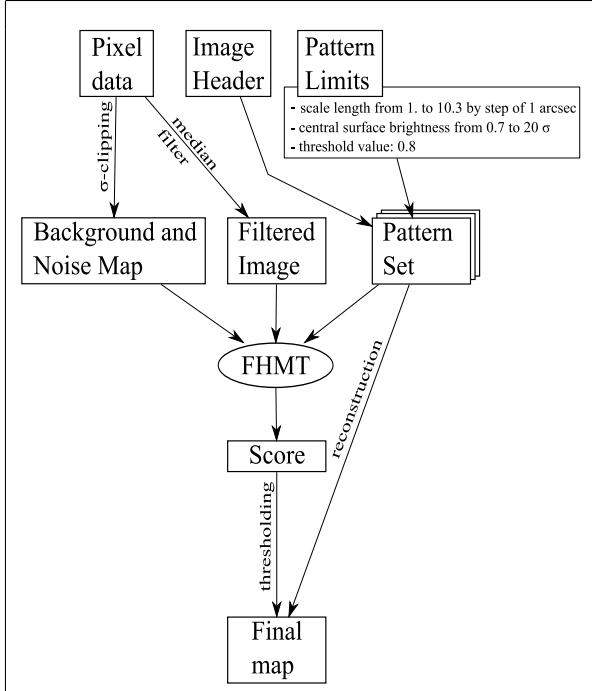 Pixel
data
Image
Header
Pattern
Limits
- scale length from 1. to 10.3 by step of 1 arcsec
- central surface brightness from 0.7 to 20 σ
- threshold value: 0.8
σ-clipping
median
filter
Background and
Noise Map
Filtered
Image
Pattern
Set
FHMT
reconstruction
Score
thresholding
Final
map